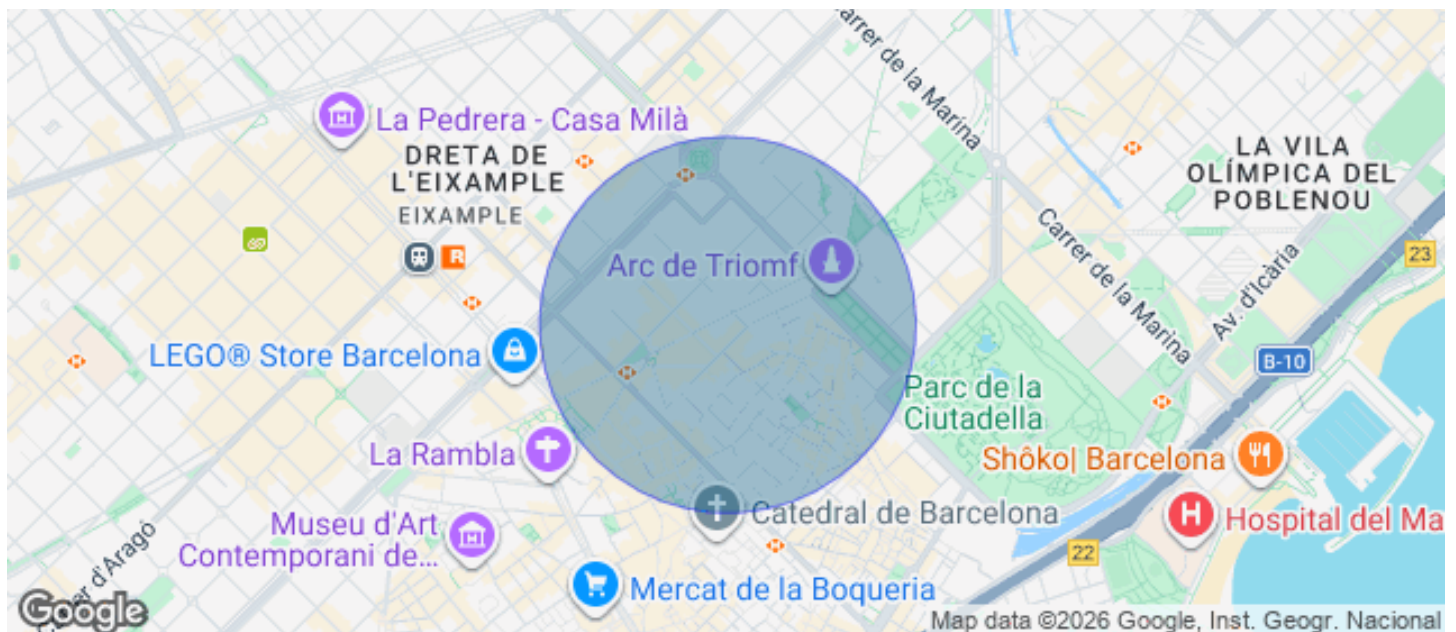 Carrer de la Marina
La Pedrera - Casa Milà
DRETA DE
L'EIXAMPLE
EIXAMPLE
LA VILA
OLÍMPICA DEL
POBLENOU
Carrer de la Marina
Av. d'Icària
23
R
Arc de Triomf
LEGO® Store Barcelona
B-10
Parc de la
Ciutadella
La Rambla
Shôko| Barcelona
Catedral de Barcelona
Museu d'Art
Contemporani de...
H
Hospital del Ma
22
Carrer d'Aragó
Mercat de la Boqueria
Google
Map data ©2026 Google, Inst. Geogr. Nacional